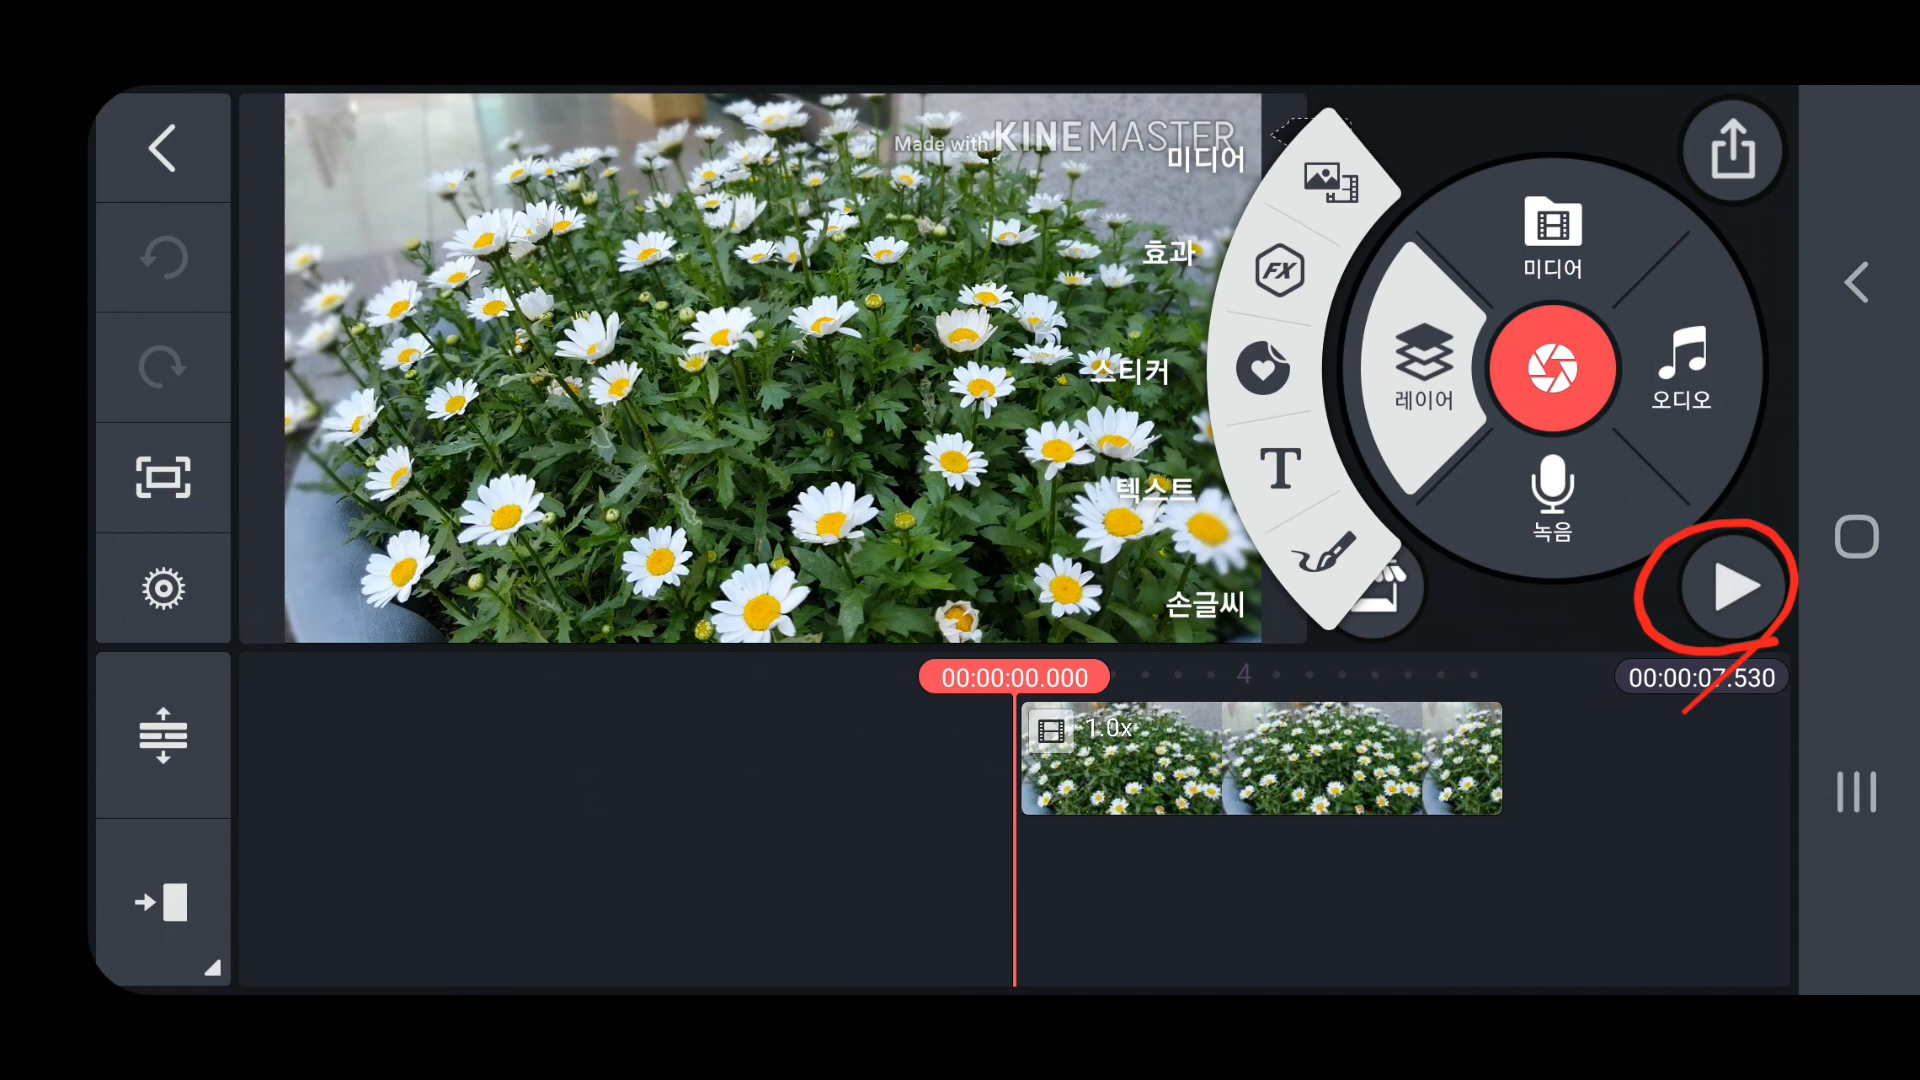 Made with KINEMASTER
미디어
효과
스티커
텍스트
손글씨
FX
T
미디어
레이어
오디오
녹음
00:00:00.000
4
00:00:07.530
1.0x